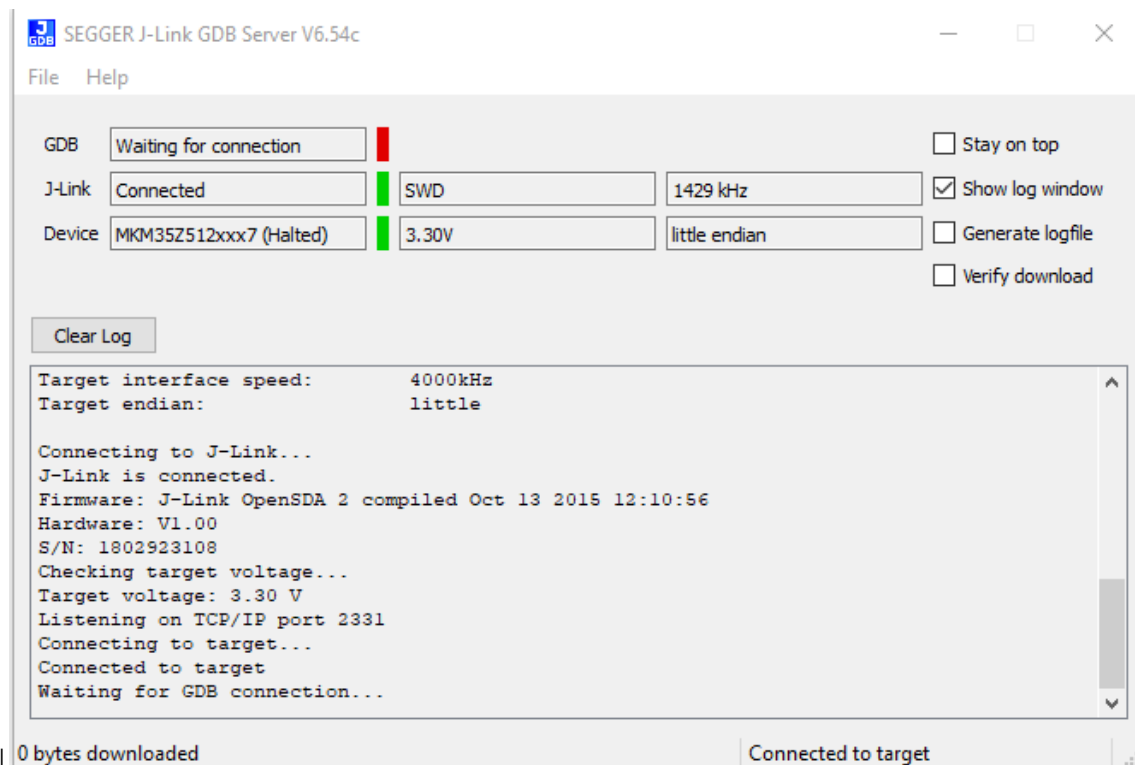 J GDB SEGGER J-Link GDB Server V6.54c
File Help
GDB Waiting for connection Stay on top
J-Link Connected SWD 1429 kHz Show log window
Device MKM35Z512xxx7 (Halted) 3.30V little endian Generate logfile
Verify download
Clear Log
Target interface speed: 4000kHz
Target endian: little
Connecting to J-Link...
J-Link is connected.
Firmware: J-Link OpenSDA 2 compiled Oct 13 2015 12:10:56
Hardware: V1.00
S/N: 1802923108
Checking target voltage...
Target voltage: 3.30 V
Listening on TCP/IP port 2331
Connecting to target...
Connected to target
Waiting for GDB connection...
0 bytes downloaded Connected to target